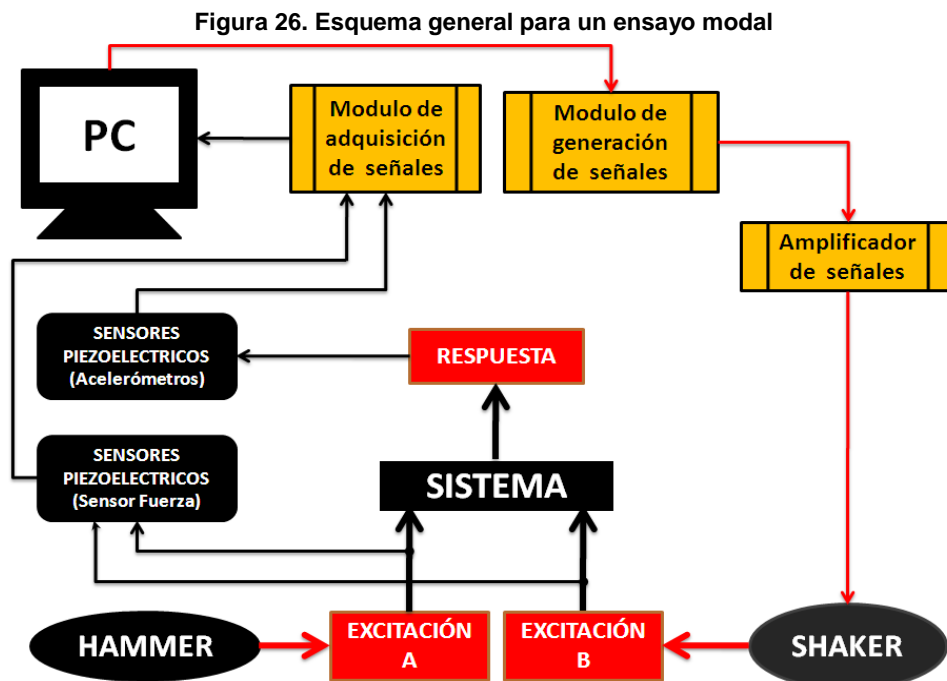 Figura 26. Esquema general para un ensayo modal
PC
Modulo de
adquisición
de señales
Modulo de
generación
de señales
Amplificador
de señales
SENSORES
PIEZOELECTRICOS
(Acelerómetros)
RESPUESTA
SENSORES
PIEZOELECTRICOS
(Sensor Fuerza)
SISTEMA
HAMMER
EXCITACIÓN
A
EXCITACIÓN
B
SHAKER